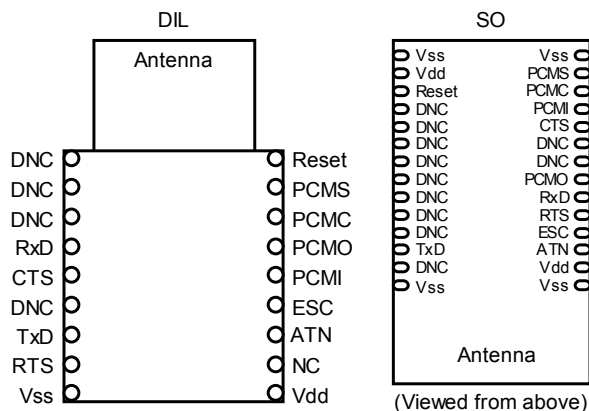 DIL
Antenna
DNC Reset
DNC PCMS
DNC PCMC
RxD PCMO
CTS PCMI
DNC ESC
TxD ATN
RTS NC
Vss Vdd
SO
Vss Vss
Vdd PCMS
Reset PCMC
DNC PCMI
DNC CTS
DNC DNC
DNC DNC
DNC PCMO
DNC RxD
DNC RTS
DNC ESC
TxD ATN
DNC Vdd
Vss Vss
Antenna
(Viewed from above)